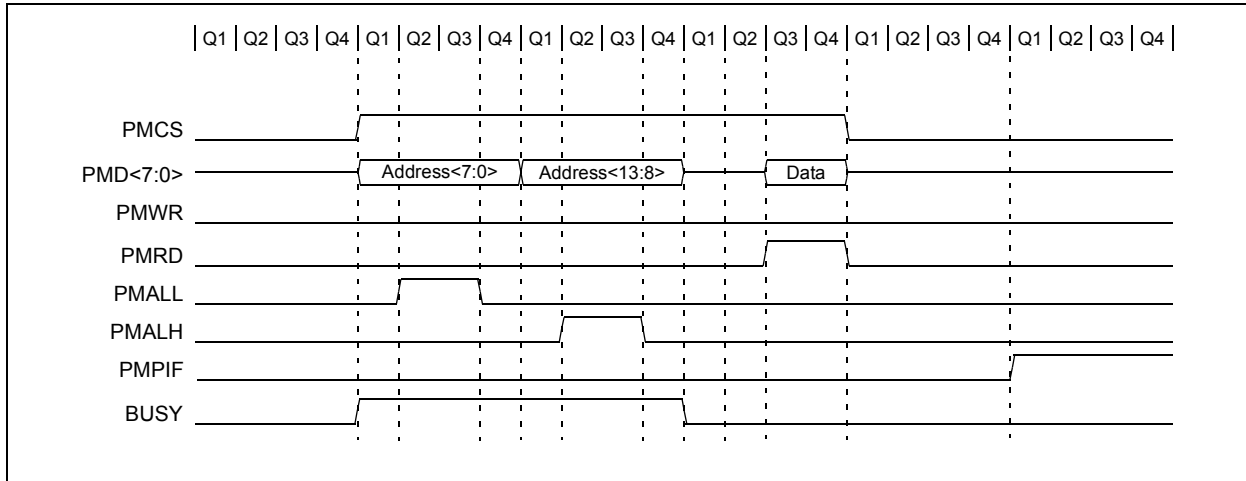 Q1 Q2 Q3 Q4 Q1 Q2 Q3 Q4 Q1 Q2 Q3 Q4 Q1 Q2 Q3 Q4 Q1 Q2 Q3 Q4 Q1 Q2 Q3 Q4
PMCS
PMD<7:0> Address<7:0> Address<13:8> Data
PMWR
PMRD
PMALL
PMALH
PMPIF
BUSY